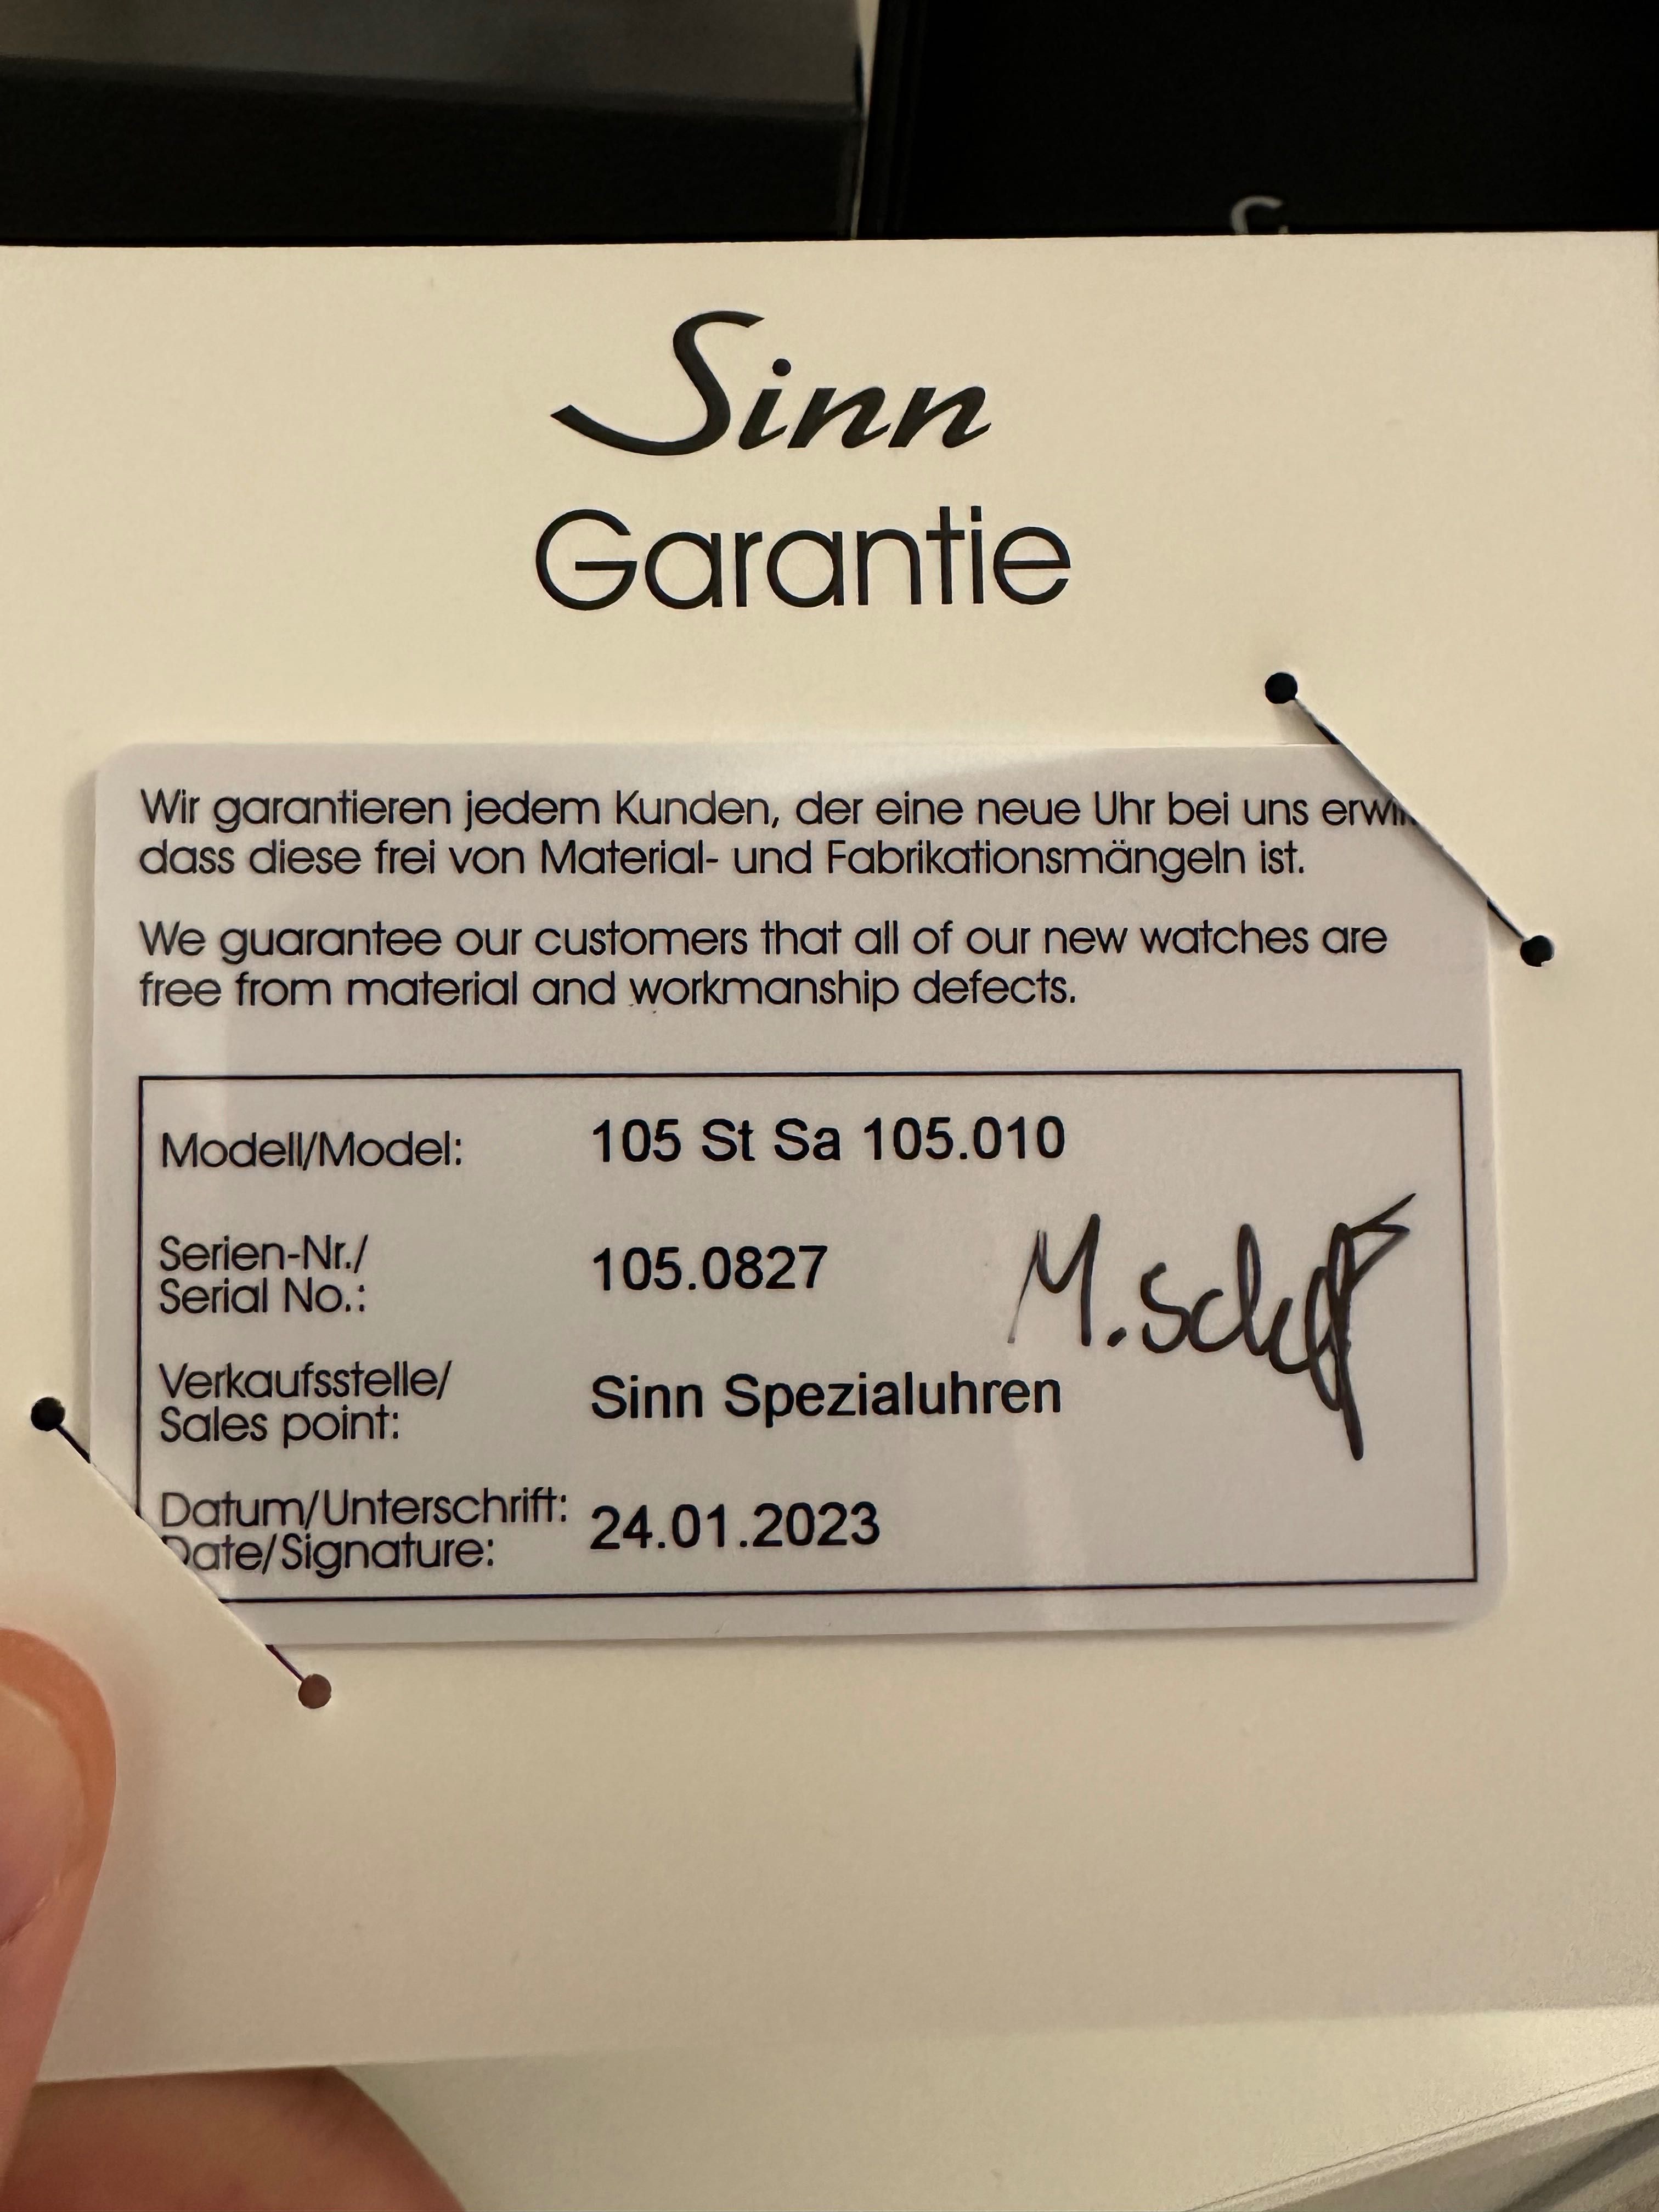 Sinn
Garantie
Wir garantieren jedem Kunden, der eine neue Uhr bei uns
dass diese frei von Material- und Fabrikationsmängeln ist.
We guarantee our customers that all of our new watches are
free from material and workmanship defects.
Modell/Model: 105 St Sa 105.010
Serien-Nr./
Serial No.: 105.0827
Verkaufsstelle/
Sales point: Sinn Spezialuhren
Datum/Unterschrift: 24.01.2023
Date/Signature: